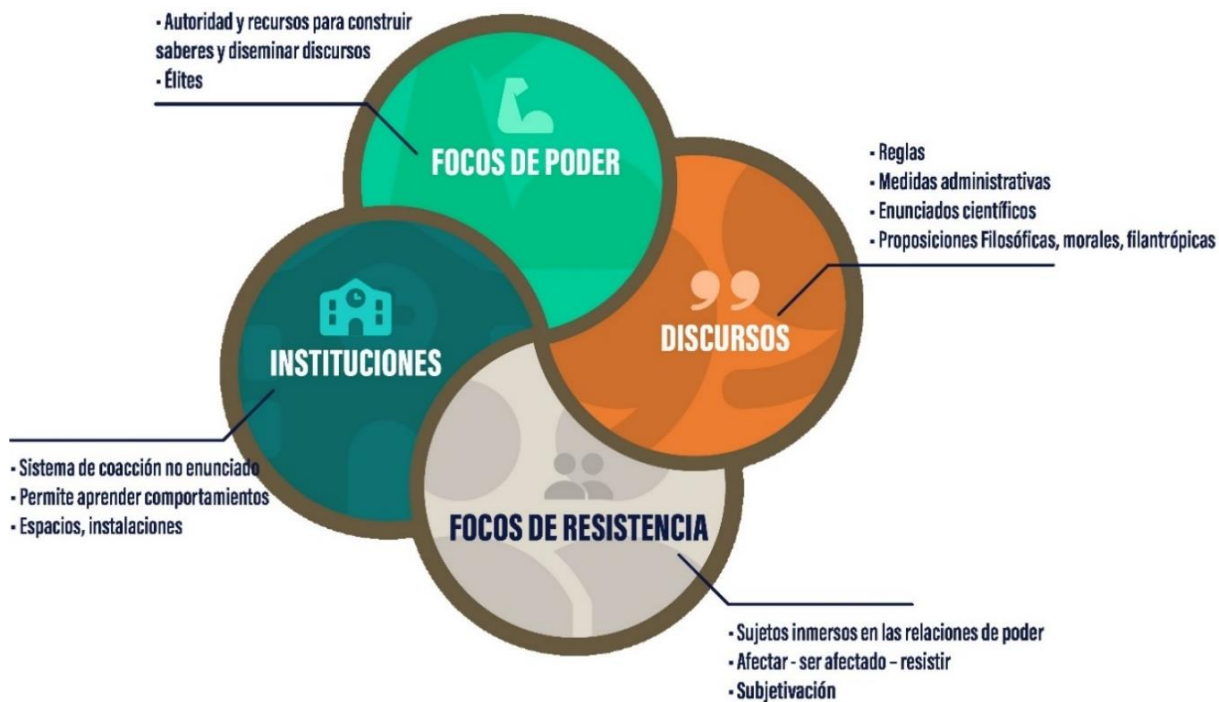 - Autoridad y recursos para construir
saberes y diseminar discursos
- Élites
FOCOS DE PODER
- Reglas
- Medidas administrativas
- Enunciados científicos
- Proposiciones Filosóficas, morales, filantrópicas
DISCURSOS
INSTITUCIONES
- Sistema de coacción no enunciado
- Permite aprender comportamientos
- Espacios, instalaciones
FOCOS DE RESISTENCIA
- Sujetos inmersos en las relaciones de poder
- Afectar - ser afectado – resistir
- Subjetivación